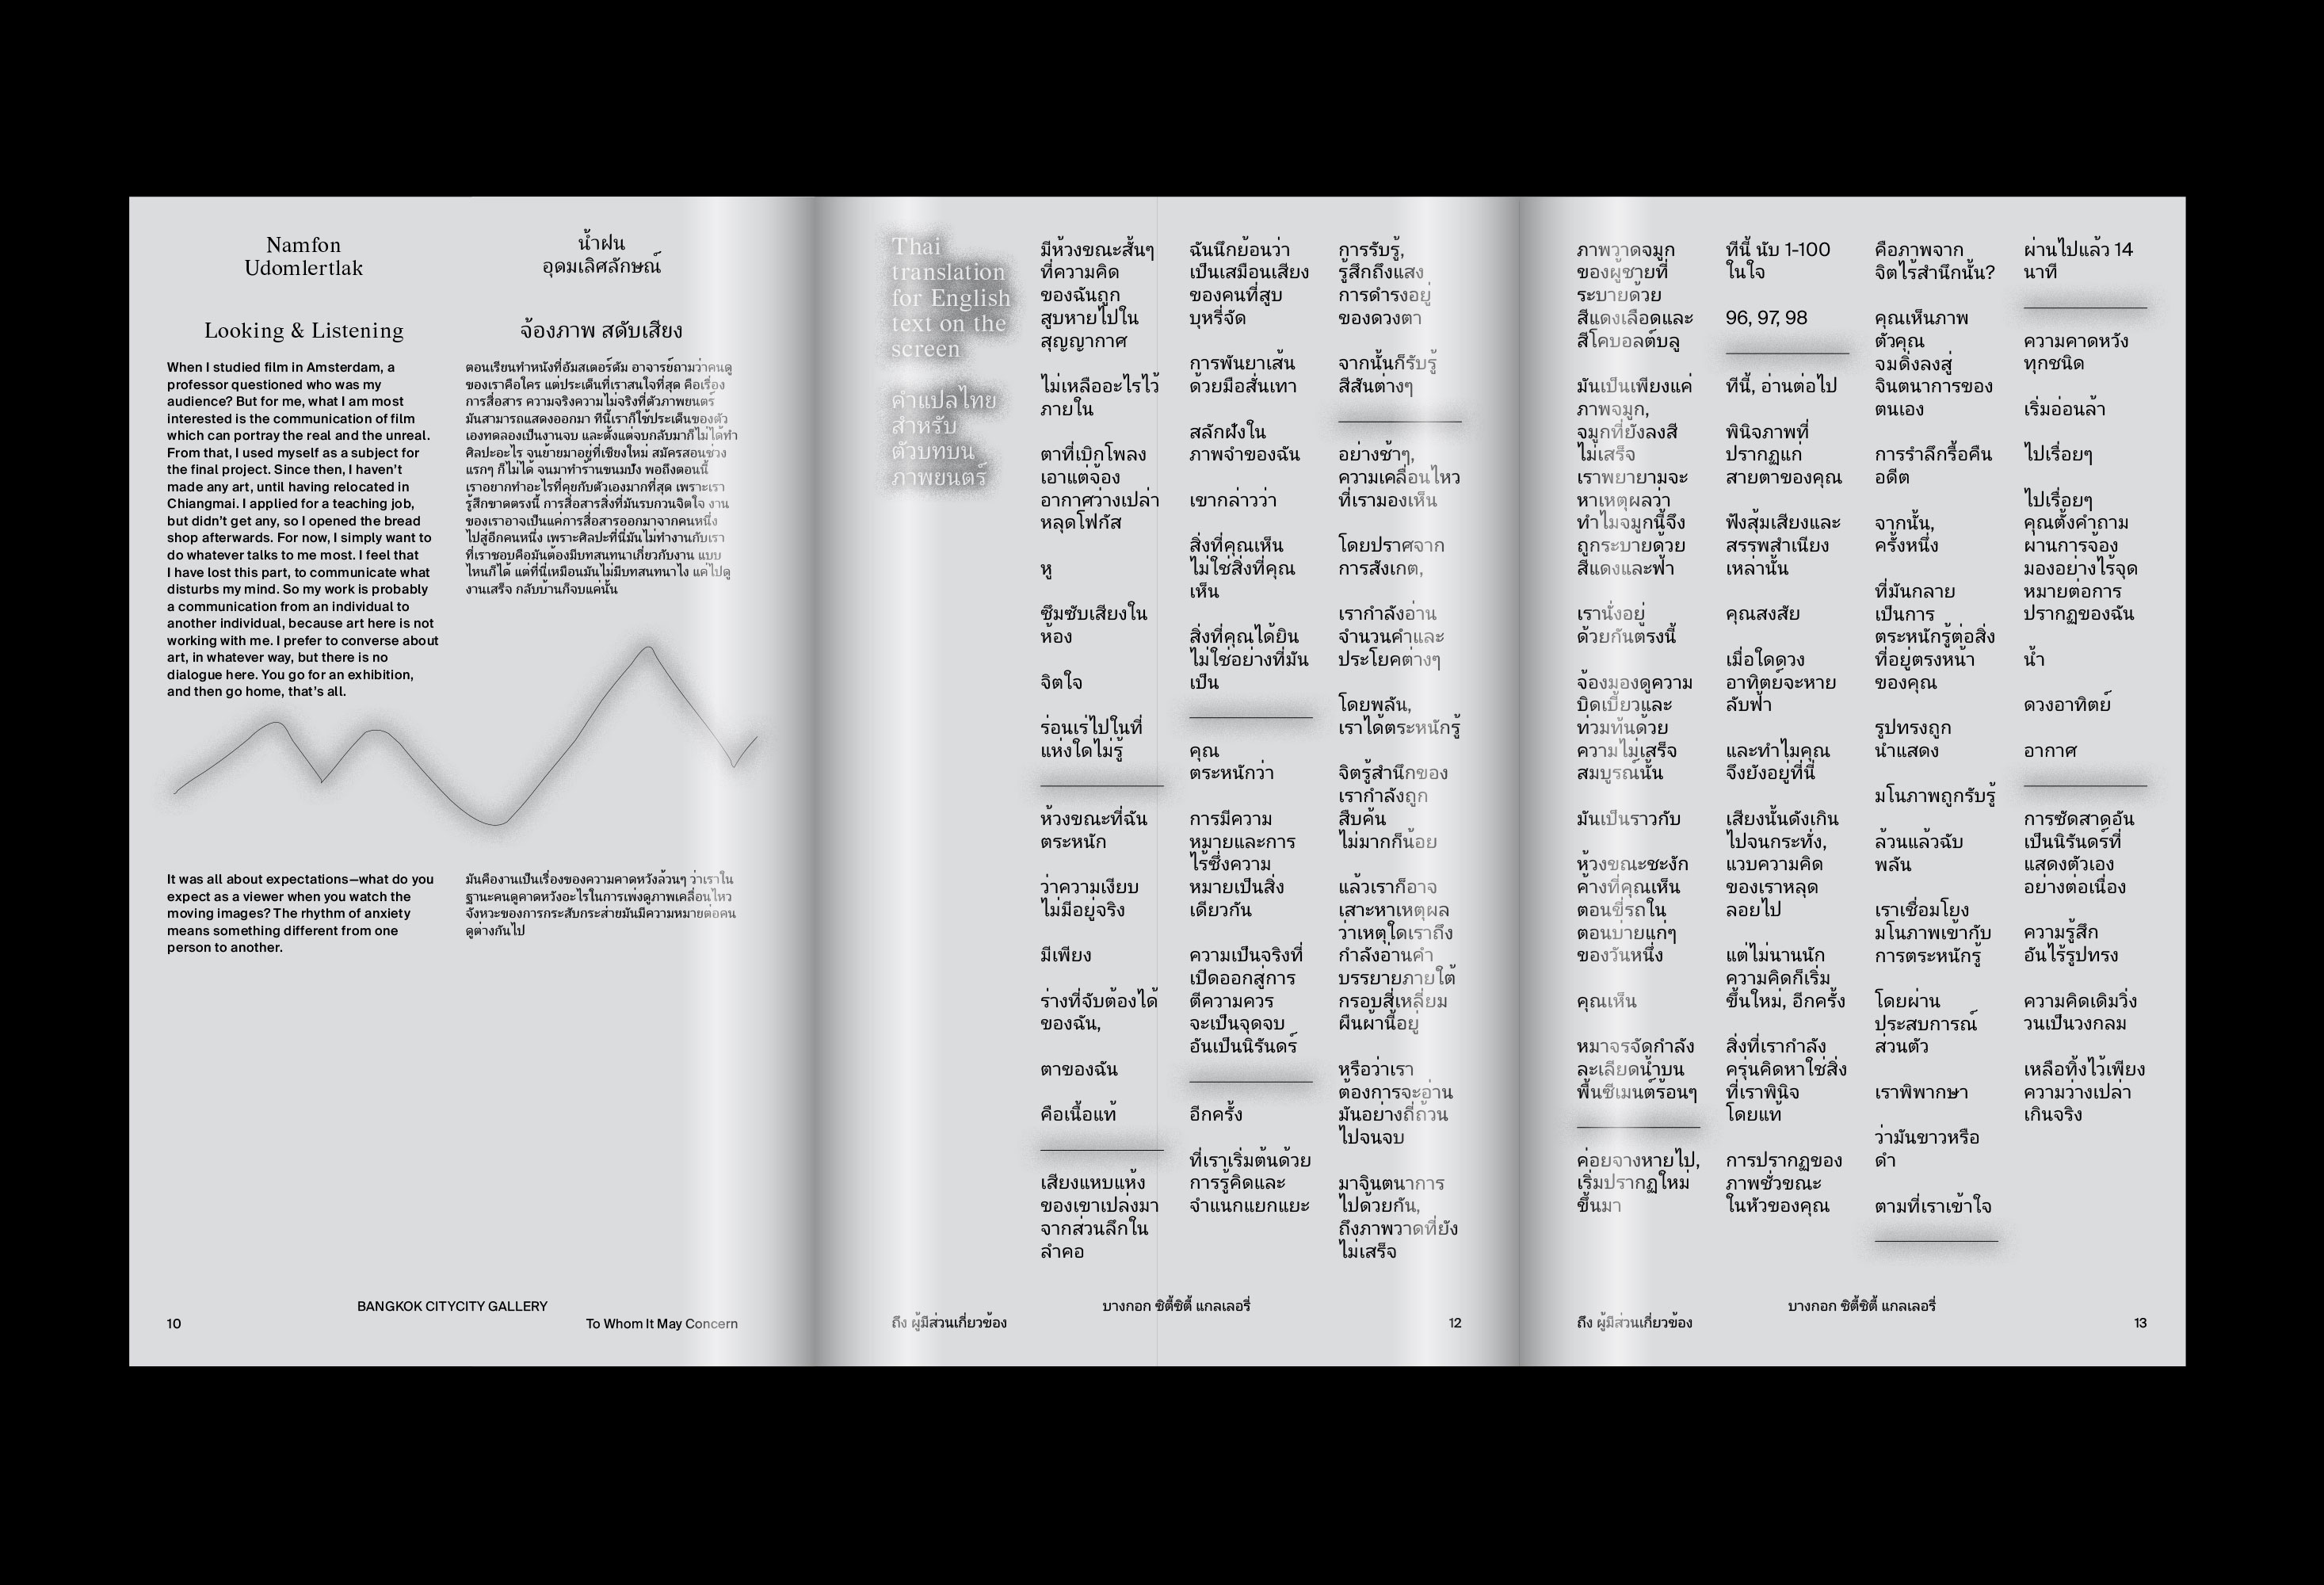 Namfon
Udomlertlak
น้ำฝน
อุดมเลิศลักษณ์
Looking & Listening
When I studied film in Amsterdam, a
professor questioned who was my
audience? But for me, what I am most
interested is the communication of film
which can portray the real and the unreal.
From that, I used myself as a subject for
the final project. Since then, I haven’t
made any art, until having relocated in
Chiangmai. I applied for a teaching job,
but didn’t get any, so I opened the bread
shop afterwards. For now, I simply want to
do whatever talks to me most. I feel that
I have lost this part, to communicate what
disturbs my mind. So my work is probably
a communication from an individual to
another individual, because art here is not
working with me. I prefer to converse about
art, in whatever way, but there is no
dialogue here. You go for an exhibition,
and then go home, that’s all.
It was all about expectations—what do you
expect as a viewer when you watch the
moving images? The rhythm of anxiety
means something different from one
person to another.
จ้องภาพ สดับเสียง
ตอนเรียนทำหนังที่อัมสเตอร์ดัม อาจารย์ถามว่าคนดู
ของเราคือใคร แต่ประเด็นที่เราสนใจที่สุด คือเรื่อง
การสื่อสาร ความจริงความไม่จริงที่ตัวภาพยนตร์
มันสามารถแสดงออกมา ทีนี้เราก็ใช้ประเด็นของตัว
เองทดลองเป็นงานจบ และตั้งแต่จบกลับมาก็ไม่ได้ทำ
ศิลปะอะไร จนย้ายมาอยู่ที่เชียงใหม่ สมัครสอนช่วง
แรกๆ ก็ไม่ได้ จนมาทำร้านขนมปัง พอถึงตอนนี้
เราอยากทำอะไรที่คุยกับตัวเองมากที่สุด เพราะเรา
รู้สึกขาดตรงนี้ การสื่อสารสิ่งที่มันรบกวนจิตใจ งาน
ของเราอาจเป็นแค่การสื่อสารออกมาจากคนหนึ่ง
ไปสู่อีกคนหนึ่ง เพราะศิลปะที่นี่มันไม่ทำงานกับเรา
ที่เราชอบคือมันต้องมีบทสนทนาเกี่ยวกับงาน แบบ
ไหนก็ได้ แต่ที่นี่เหมือนมันไม่มีบทสนทนาไง แค่ไปดู
งานเสร็จ กลับบ้านก็จบแค่นั้น
มันคืองานเป็นเรื่องของความคาดหวังล้วนๆ ว่าเราใน
ฐานะคนดูคาดหวังอะไรในการเพ่งดูภาพเคลื่อนไหว
จังหวะของการกระสับกระส่ายมันมีความหมายต่อคน
ดูต่างกันไป
BANGKOK CITYCITY GALLERY
10
To Whom It May Concern
Thai
translation
for English
text on the
screen
คำแปลไทย
สำหรับ
ตัวบทบน
ภาพยนตร์
มีห้วงขณะสั้นๆ
ที่ความคิด
ของฉันถูก
สูบหายไปใน
สุญญากาศ
ไม่เหลืออะไรไว้
ภายใน
ตาที่เบิกโพลง
เอาแต่จ้อง
อากาศว่างเปล่า
หลุดโฟกัส
หู
ซึมซับเสียงใน
ห้อง
จิตใจ
ร่อนเร่ไปในที่
แห่งใดไม่รู้
ห้วงขณะที่ฉัน
ตระหนัก
ว่าความเงียบ
ไม่มีอยู่จริง
มีเพียง
ร่างที่จับต้องได้
ของฉัน,
ตาของฉัน
คือเนื้อแท้
เสียงแหบแห้ง
ของเขาเปล่งมา
จากส่วนลึกใน
ลำคอ
ฉันนึกย้อนว่า
เป็นเสมือนเสียง
ของคนที่สูบ
บุหรี่จัด
การพันยาเส้น
ด้วยมือสั่นเทา
สลักฝังใน
ภาพจำของฉัน
เขากล่าวว่า
สิ่งที่คุณเห็น
ไม่ใช่สิ่งที่คุณ
เห็น
สิ่งที่คุณได้ยิน
ไม่ใช่อย่างที่มัน
เป็น
คุณ
ตระหนักว่า
การมีความ
หมายและการ
ไร้ซึ่งความ
หมายเป็นสิ่ง
เดียวกัน
ความเป็นจริงที่
เปิดออกสู่การ
ตีความควร
จะเป็นจุดจบ
อันเป็นนิรันดร์
อีกครั้ง
ที่เราเริ่มต้นด้วย
การรู้คิดและ
จำแนกแยกแยะ
การรับรู้,
รู้สึกถึงแสง
การดำรงอยู่
ของดวงตา
จากนั้นก็รับรู้
สีสันต่างๆ
อย่างช้าๆ,
ความเคลื่อนไหว
ที่เรามองเห็น
โดยปราศจาก
การสังเกต,
เรากำลังอ่าน
จำนวนคำและ
ประโยคต่างๆ
โดยพลัน,
เราได้ตระหนักรู้
จิตรู้สำนึกของ
เรากำลังถูก
สืบค้น
ไม่มากก็น้อย
แล้วเราก็อาจ
เสาะหาเหตุผล
ว่าเหตุใดเราถึง
กำลังอ่านคำ
บรรยายภายใต้
กรอบสี่เหลี่ยม
ผืนผ้านี้อยู่
หรือว่าเรา
ต้องการจะอ่าน
มันอย่างถี่ถ้วน
ไปจนจบ
มาจินตนาการ
ไปด้วยกัน,
ถึงภาพวาดที่ยัง
ไม่เสร็จ
บางกอก ซิตี้ซิตี้ แกลเลอรี่
ถึง ผู้มีส่วนเกี่ยวข้อง
12
ภาพวาดจมูก
ของผู้ชายที่
ระบายด้วย
สีแดงเลือดและ
สีโคบอลต์บลู
มันเป็นเพียงแค่
ภาพจมูก,
จมูกที่ยังลงสี
ไม่เสร็จ
เราพยายามจะ
หาเหตุผลว่า
ทำไมจมูกนี้จึง
ถูกระบายด้วย
สีแดงและฟ้า
เรานั่งอยู่
ด้วยกันตรงนี้
จ้องมองดูความ
บิดเบี้ยวและ
ท่วมท้นด้วย
ความไม่เสร็จ
สมบูรณ์นั้น
มันเป็นราวกับ
ห้วงขณะชะงัก
ค้างที่คุณเห็น
ตอนขี่รถใน
ตอนบ่ายแก่ๆ
ของวันหนึ่ง
คุณเห็น
หมาจรจัดกำลัง
ละเลียดน้ำบน
พื้นซีเมนต์ร้อนๆ
ค่อยจางหายไป,
เริ่มปรากฏใหม่
ขึ้นมา
ทีนี้ นับ 1-100
ในใจ
96, 97, 98
ทีนี้, อ่านต่อไป
พินิจภาพที่
ปรากฏแก่
สายตาของคุณ
ฟังสุ้มเสียงและ
สรรพสำเนียง
เหล่านั้น
คุณสงสัย
เมื่อใดดวง
อาทิตย์จะหาย
ลับฟ้า
และทำไมคุณ
จึงยังอยู่ที่นี่
เสียงนั้นดังเกิน
ไปจนกระทั่ง,
แวบความคิด
ของเราหลุด
ลอยไป
แต่ไม่นานนัก
ความคิดก็เริ่ม
ขึ้นใหม่, อีกครั้ง
สิ่งที่เรากำลัง
ครุ่นคิดหาใช่สิ่ง
ที่เราพินิจ
โดยแท้
การปรากฏของ
ภาพชั่วขณะ
ในหัวของคุณ
คือภาพจาก
จิตไร้สำนึกนั้น?
คุณเห็นภาพ
ตัวคุณ
จมดิ่งลงสู่
จินตนาการของ
ตนเอง
การรำลึกรื้อคืน
อดีต
จากนั้น,
ครั้งหนึ่ง
ที่มันกลาย
เป็นการ
ตระหนักรู้ต่อสิ่ง
ที่อยู่ตรงหน้า
ของคุณ
รูปทรงถูก
นำแสดง
มโนภาพถูกรับรู้
ล้วนแล้วฉับ
พลัน
เราเชื่อมโยง
มโนภาพเข้ากับ
การตระหนักรู้
โดยผ่าน
ประสบการณ์
ส่วนตัว
เราพิพากษา
ว่ามันขาวหรือ
ดำ
ตามที่เราเข้าใจ
ผ่านไปแล้ว 14
นาที
ความคาดหวัง
ทุกชนิด
เริ่มอ่อนล้า
ไปเรื่อยๆ
ไปเรื่อยๆ
คุณตั้งคำถาม
ผ่านการจ้อง
มองอย่างไร้จุด
หมายต่อการ
ปรากฏของฉัน
น้ำ
ดวงอาทิตย์
อากาศ
การซัดสาดอัน
เป็นนิรันดร์ที่
แสดงตัวเอง
อย่างต่อเนื่อง
ความรู้สึก
อันไร้รูปทรง
ความคิดเดิมวิ่ง
วนเป็นวงกลม
เหลือทิ้งไว้เพียง
ความว่างเปล่า
เกินจริง
บางกอก ซิตี้ซิตี้ แกลเลอรี่
ถึง ผู้มีส่วนเกี่ยวข้อง
13